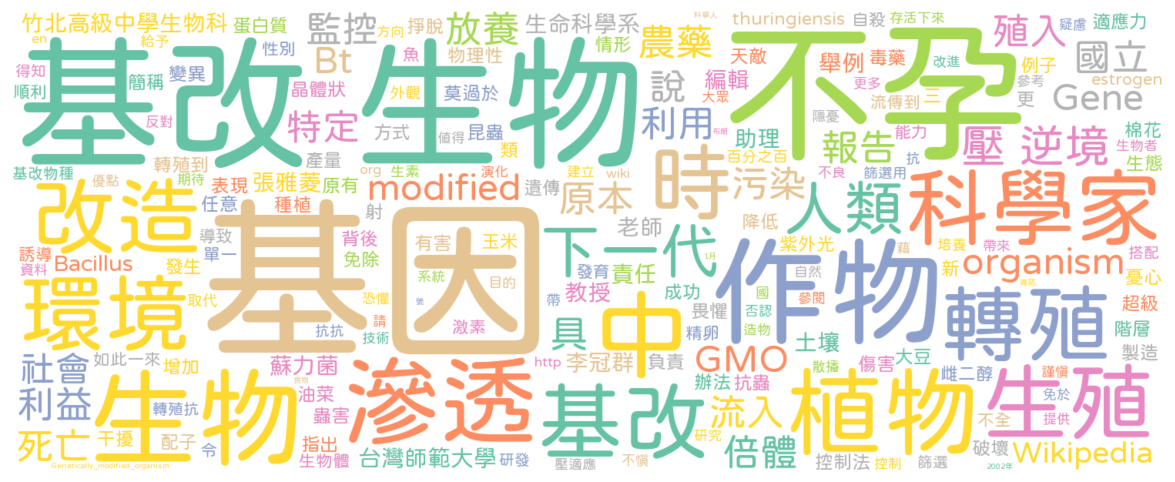 竹北高級中學生物科
蛋白質
監控
方向
掙脫
放養
生命科學系
thuringiensis
自殺
存活下來
殖入
疑慮
適應力
en
給予
性別
Bt
物理性
魚
情形
農藥
天敵
舉例
毒藥
改進
例子
國立
得知
簡稱
變異
晶體狀
外觀
莫過於
說
編輯
更多
參考
estrogen
順利
反對
特定
方式
值得
昆蟲
利用
大眾
流傳到
三
更
Gene
基改生物
不孕
產量
類
助理
隱憂
能力
壓
逆境
棉花
生物者
基改物種
轉殖到
生素
演化
布朗
報告
抗
生態
優點
期待
表現
張雅菱
原有
org
建立
wiki
百分之百
不良
篩選用
改造
任意
種植
modified
遺傳
原本
時
污染
人類
科學家
射
老師
降低
導致
背後
有害
玉米
下一代
紫外光
藉
培養
帶來
搭配
誘導
Bacillus
發生
單一
免除
系統
目的
發育
責任
1月
自然
新
organism
憂心
資料
基因
環境
取代
恐懼
號
帶
教授
成功
畏懼
國
參閱
作物
轉殖
超級
抗抗
請
激素
技術
具
中
精卵
否認
造物
土壤
階層
社會
如此一來
增加
蘇力菌
http
李冠群
負責
GMO
散播
傷害
大豆
製造
利益
轉殖抗
油菜
滲透
辦法
抗蟲
雌二醇
謹慎
免於
生物
蟲害
基改
流入
植物
不全
提供
生殖
死亡
干擾
配子
指出
研究
破壞
Wikipedia
令
生物體
台灣師範大學
研發
不慎
倍體
控制法
控制
篩選
Genetically_modified_organism
壓適應
2002年